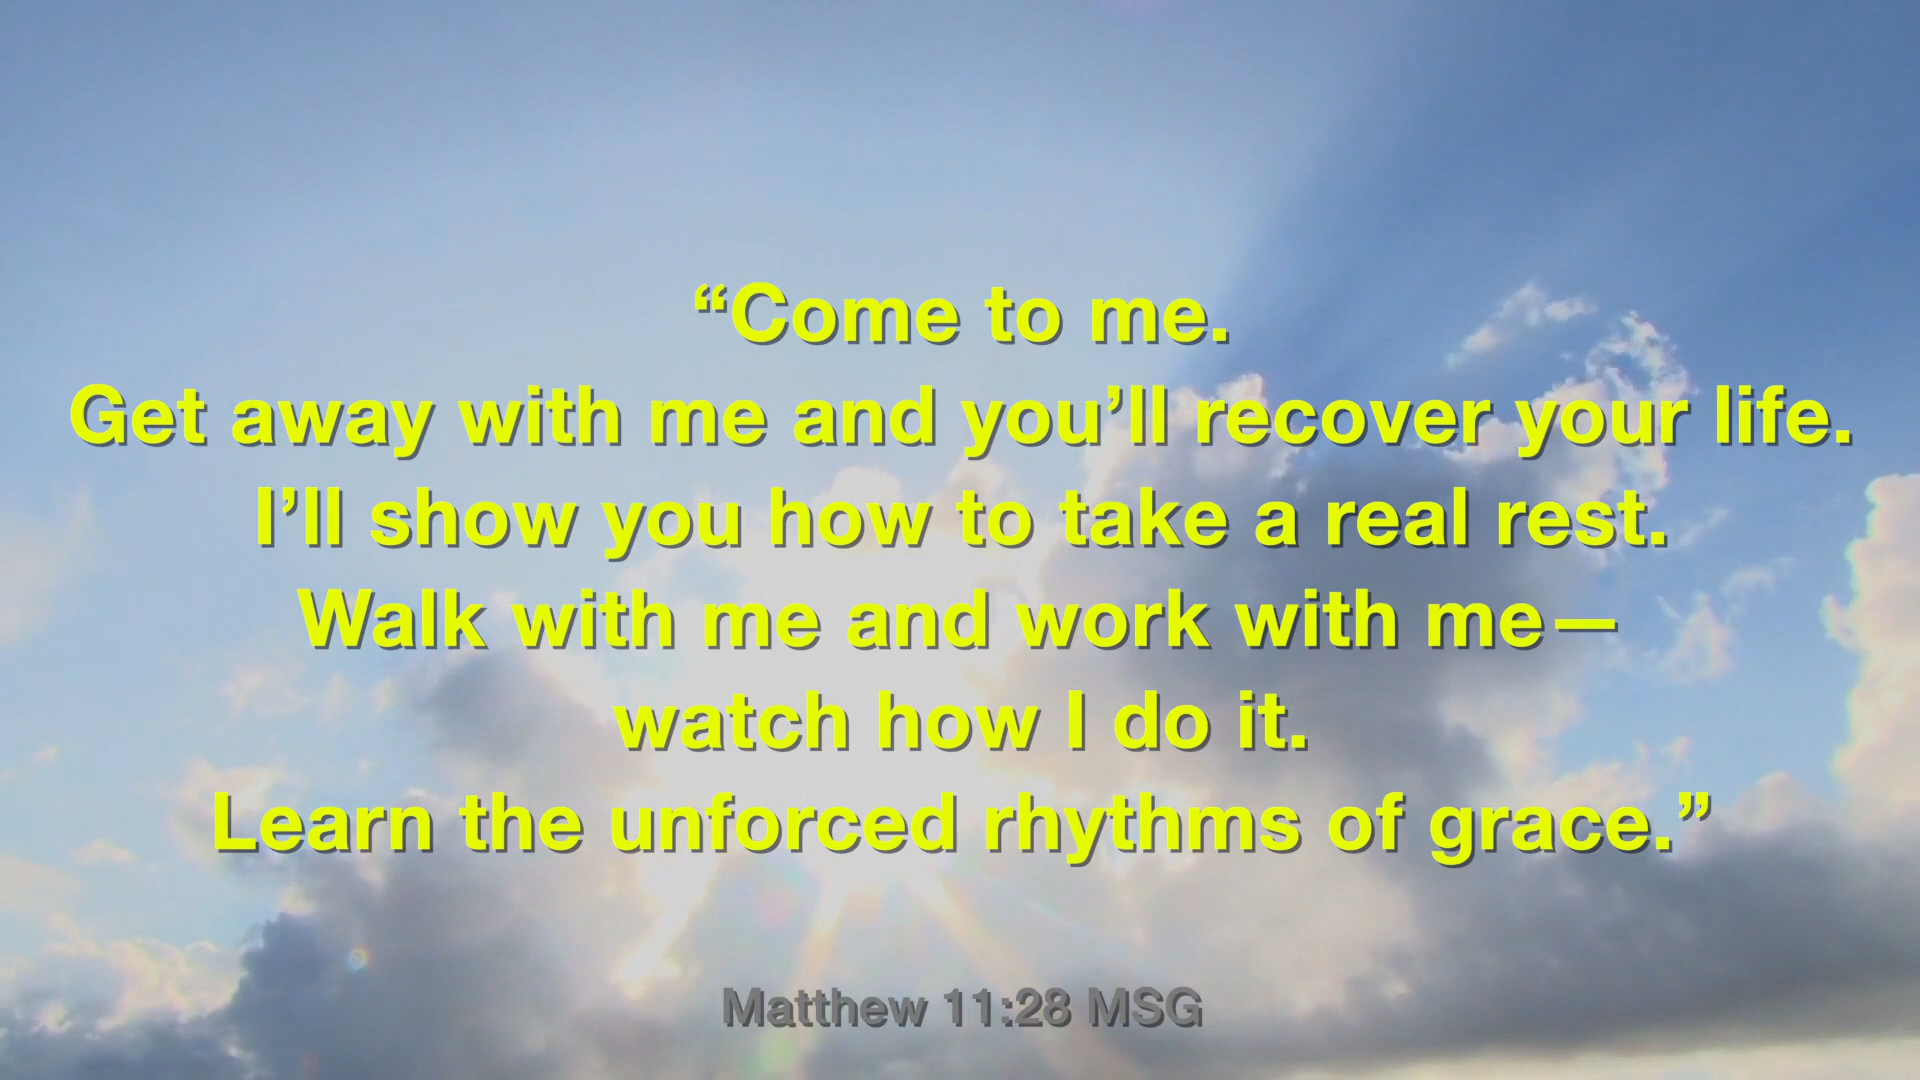 “Come to me.
Get away with me and you’ll recover your life.
I’ll show you how to take a real rest.
Walk with me and work with me—
watch how I do it.
Learn the unforced rhythms of grace.”
Matthew 11:28 MSG